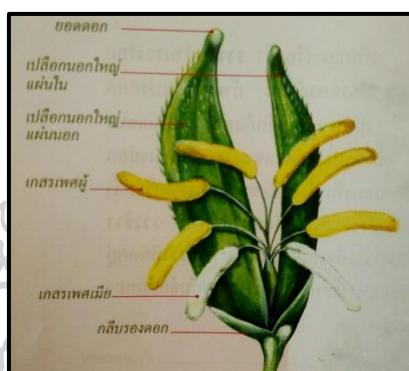 ยอดดอก
เปลือกนอกใหญ่
แผ่นใน
เปลือกนอกใหญ่
แผ่นนอก
เกสรเพศผู้
เกสรเพศเมีย
กลีบรองดอก